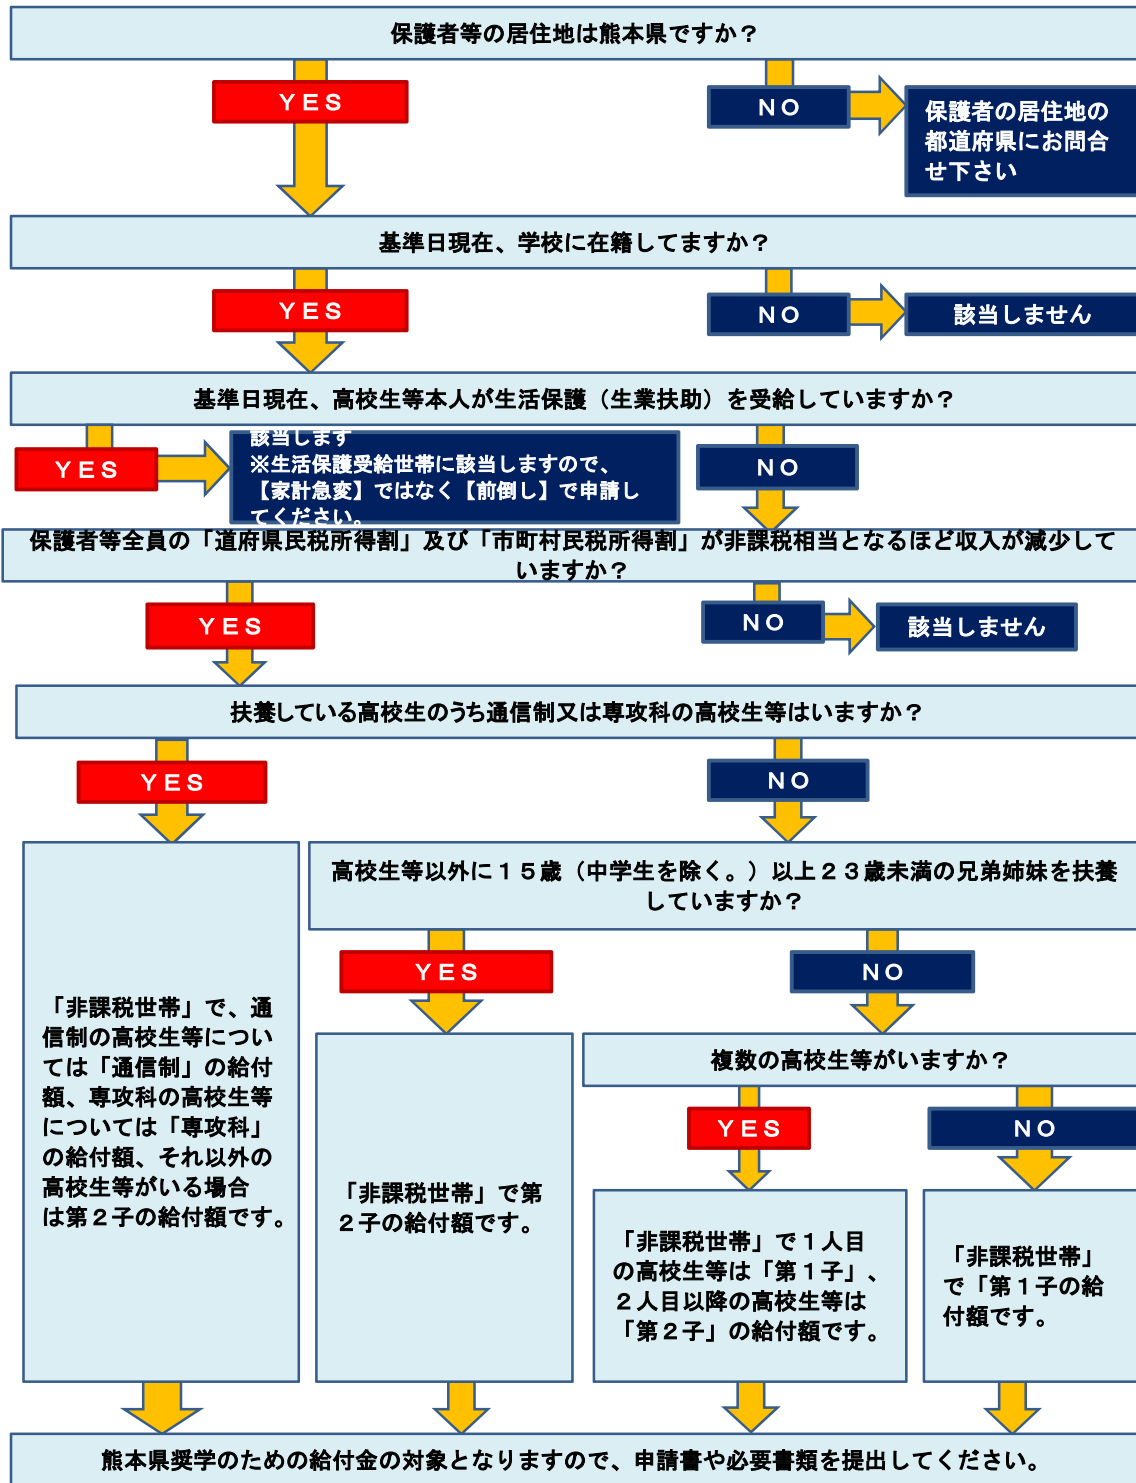 保護者等の居住地は熊本県ですか？
ＹＥＳ
ＮＯ
保護者の居住地の
都道府県にお問合
せ下さい
基準日現在、学校に在籍してますか？
ＹＥＳ
ＮＯ
該当しません
基準日現在、高校生等本人が生活保護（生業扶助）を受給していますか？
ＹＥＳ
該当します
※生活保護受給世帯に該当しますので、
【家計急変】ではなく【前倒し】で申請し
てください。
ＮＯ
保護者等全員の「道府県民税所得割」及び「市町村民税所得割」が非課税相当となるほど収入が減少して
いますか？
ＹＥＳ
ＮＯ
該当しません
扶養している高校生のうち通信制又は専攻科の高校生等はいますか？
ＹＥＳ
ＮＯ
高校生等以外に１５歳（中学生を除く。）以上２３歳未満の兄弟姉妹を扶養
していますか？
ＹＥＳ
ＮＯ
「非課税世帯」で、通
信制の高校生等につい
ては「通信制」の給付
額、専攻科の高校生等
については「専攻科」
の給付額、それ以外の
高校生等がいる場合
は第２子の給付額です。
「非課税世帯」で第
２子の給付額です。
複数の高校生等がいますか？
ＹＥＳ
ＮＯ
「非課税世帯」で１人目
の高校生等は「第１子」、
２人目以降の高校生等は
「第２子」の給付額です。
「非課税世帯」
で「第１子の給
付額です。
熊本県奨学のための給付金の対象となりますので、申請書や必要書類を提出してください。